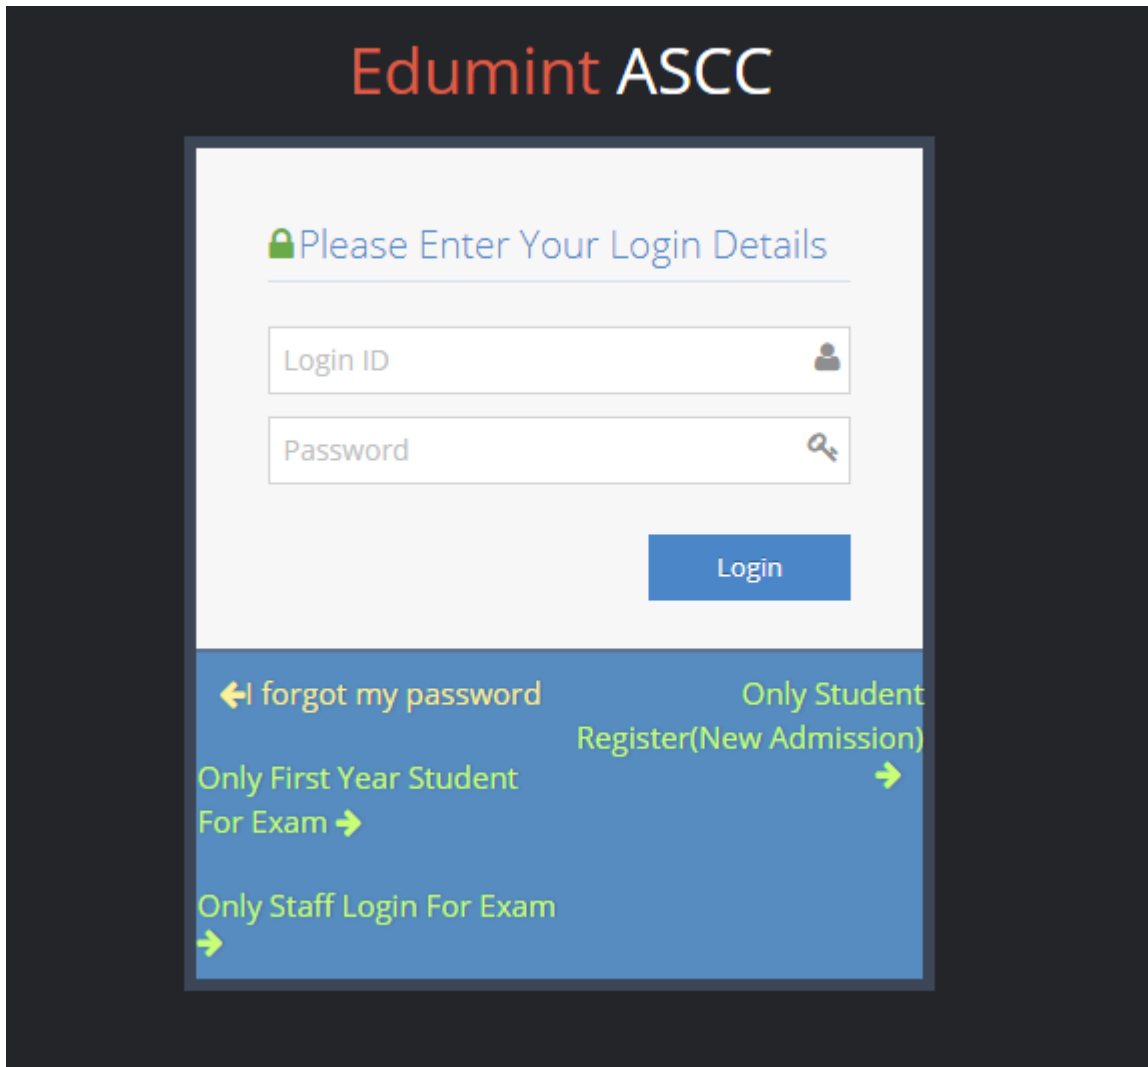 Edumint ASCC
Please Enter Your Login Details
Login ID
Password
Login
I forgot my password
Only Student
Register(New Admission)
Only First Year Student
For Exam
Only Staff Login For Exam